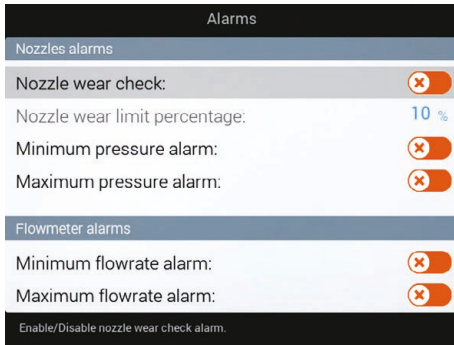 Alarms
Nozzles alarms
Nozzle wear check:
Nozzle wear limit percentage: 10 %
Minimum pressure alarm:
Maximum pressure alarm:
Flowmeter alarms
Minimum flowrate alarm:
Maximum flowrate alarm:
Enable/Disable nozzle wear check alarm.